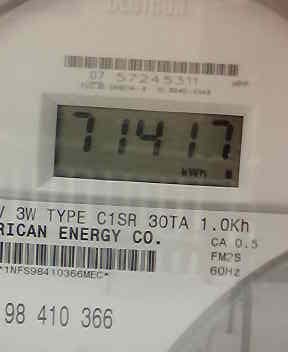 07 57245311
71417
kWh
V 3W TYPE C1SR 30TA 1.0Kh
RICAN ENERGY CO.
CA 0.5
FM2S
*1NFS98410366MEC*
60Hz
98 410 366